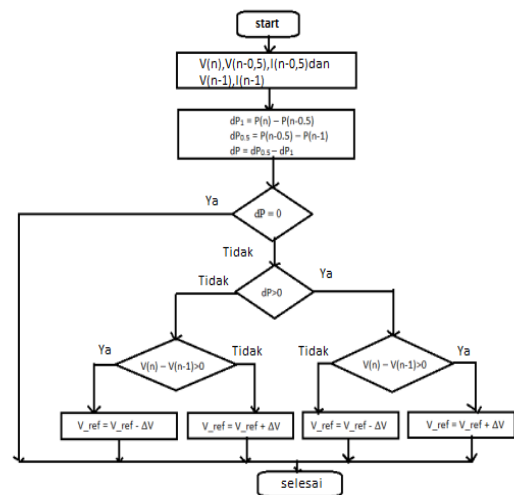 start
V(n),V(n-0,5),I(n-0,5)dan
V(n-1),I(n-1)
dP₁ = P(n) – P(n-0.5)
dP₀.₅ = P(n-0.5) – P(n-1)
dP = dP₀.₅ – dP₁
Ya
dP = 0
Tidak
Tidak
Ya
dP>0
Ya
V(n) – V(n-1)>0
Tidak
Tidak
V(n) – V(n-1)>0
Ya
V_ref = V_ref - ΔV
V_ref = V_ref + ΔV
V_ref = V_ref - ΔV
V_ref = V_ref + ΔV
selesai